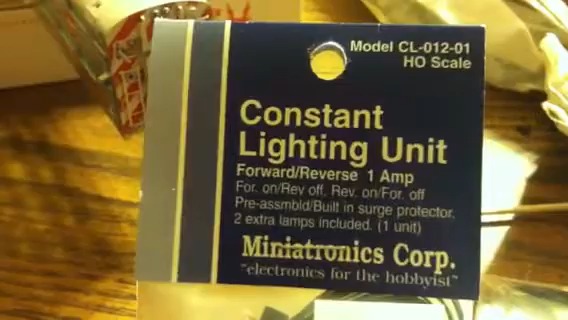 Model CL-012-01
HO Scale
Constant
Lighting Unit
Forward/Reverse 1 Amp
For. on/Rev off, Rev. on/For. off
Pre-assmbld/Built in surge protector.
2 extra lamps included. (1 unit)
Miniatronics Corp.
"electronics for the hobbyist"